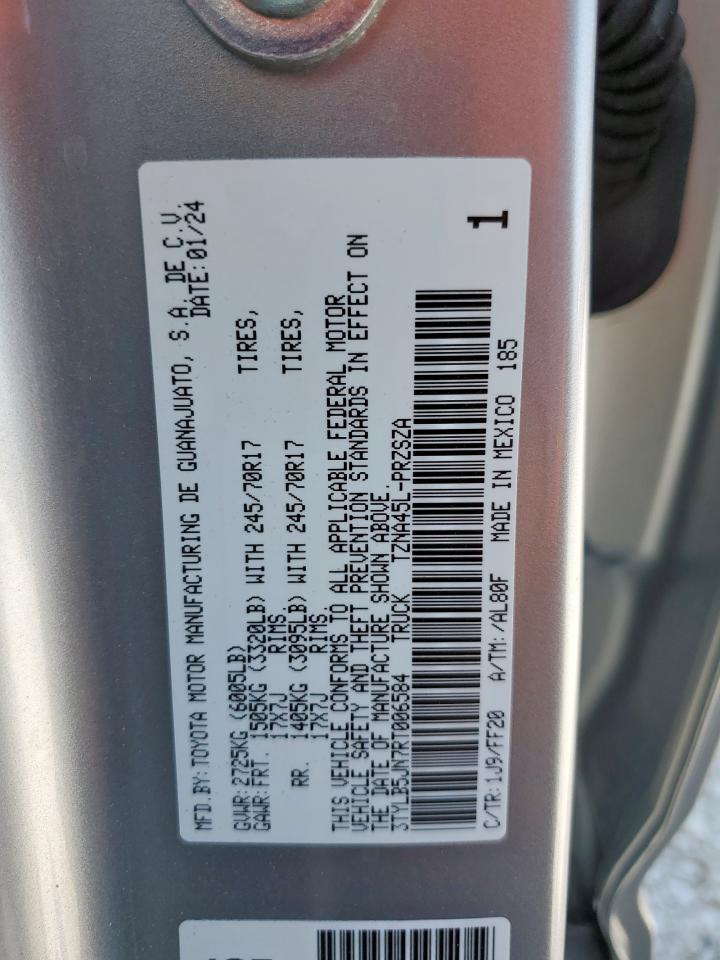 MFD.BY:TOYOTA MOTOR MANUFACTURING DE GUANAJUATO, S.A. DE C.V.
DATE:01/24
GVWR:2725KG (6005LB)
GAWR:FRT. 1505KG (3320LB) WITH 245/70R17 TIRES,
17X7J RIMS
RR. 1405KG (3095LB) WITH 245/70R17 TIRES,
17X7J RIMS
THIS VEHICLE CONFORMS TO ALL APPLICABLE FEDERAL MOTOR
VEHICLE SAFETY AND THEFT PREVENTION STANDARDS IN EFFECT ON
THE DATE OF MANUFACTURE SHOWN ABOVE.
3TYLB5JN7RT006584 TRUCK TZNA45L-PRZSZA
1
C/TR:1J9/FF20 A/TM:/AL80F MADE IN MEXICO 185